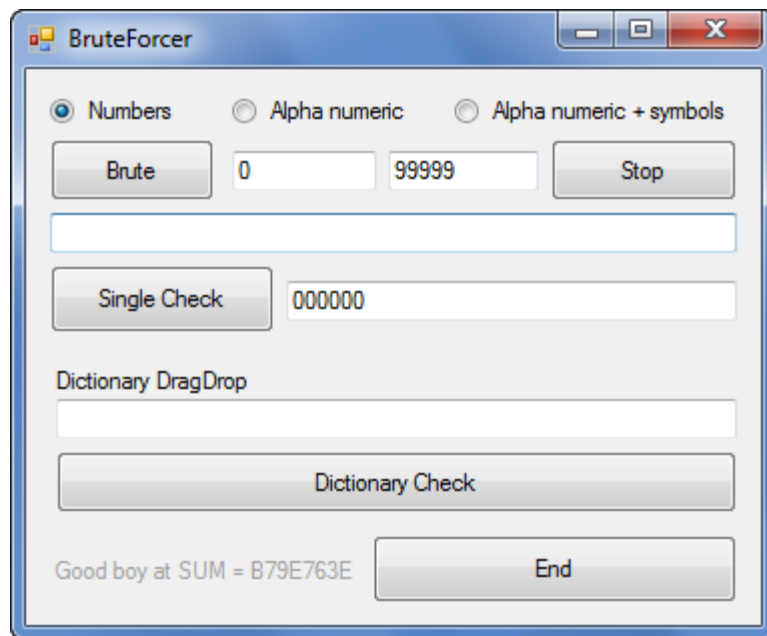 BruteForcer
Numbers Alpha numeric Alpha numeric + symbols
Brute 0 99999 Stop
Single Check 000000
Dictionary DragDrop
Dictionary Check
Good boy at SUM = B79E763E End